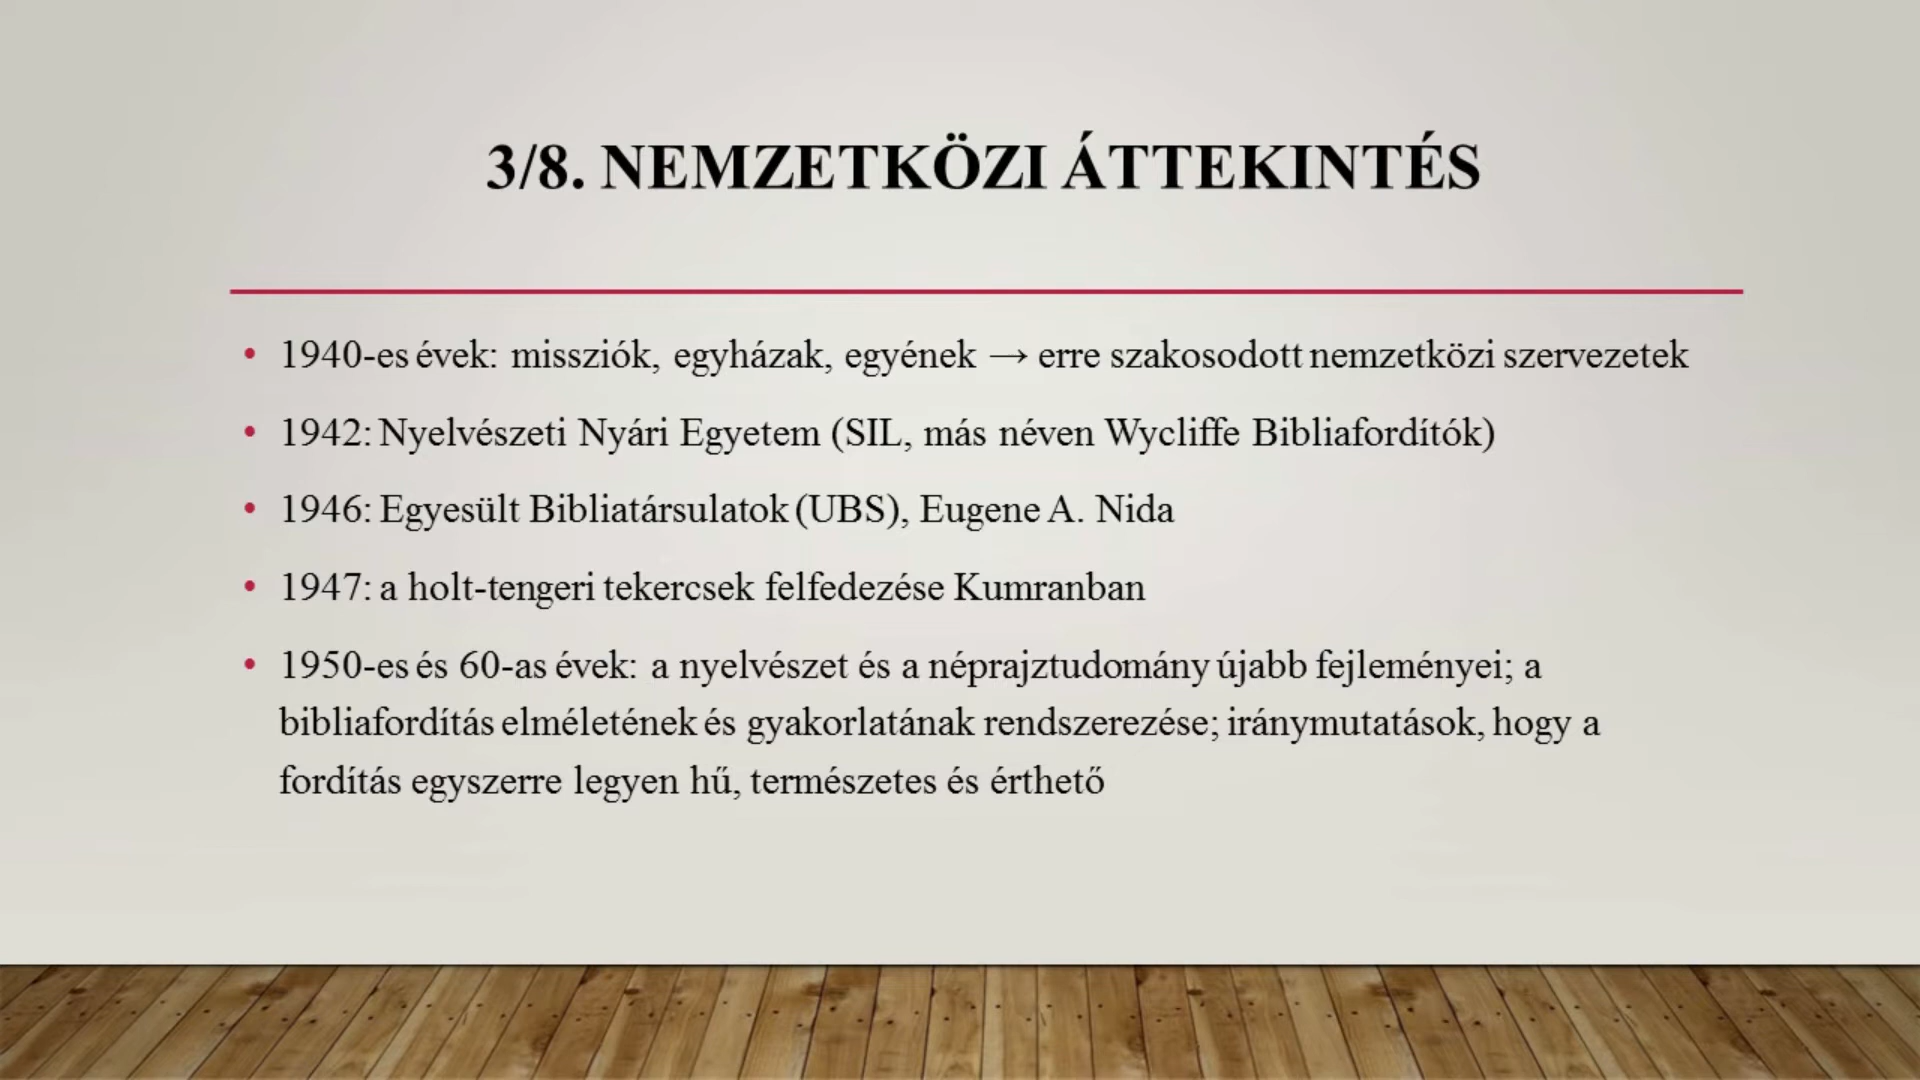 3/8. NEMZETKÖZI ÁTTEKINTÉS
• 1940-es évek: missziók, egyházak, egyének → erre szakosodott nemzetközi szervezetek
• 1942: Nyelvészeti Nyári Egyetem (SIL, más néven Wycliffe Bibliafordítók)
• 1946: Egyesült Bibliatársulatok (UBS), Eugene A. Nida
• 1947: a holt-tengeri tekercsek felfedezése Kumranban
• 1950-es és 60-as évek: a nyelvészet és a néprajztudomány újabb fejleményei; a
bibliafordítás elméletének és gyakorlatának rendszerezése; iránymutatások, hogy a
fordítás egyszerre legyen hű, természetes és érthető